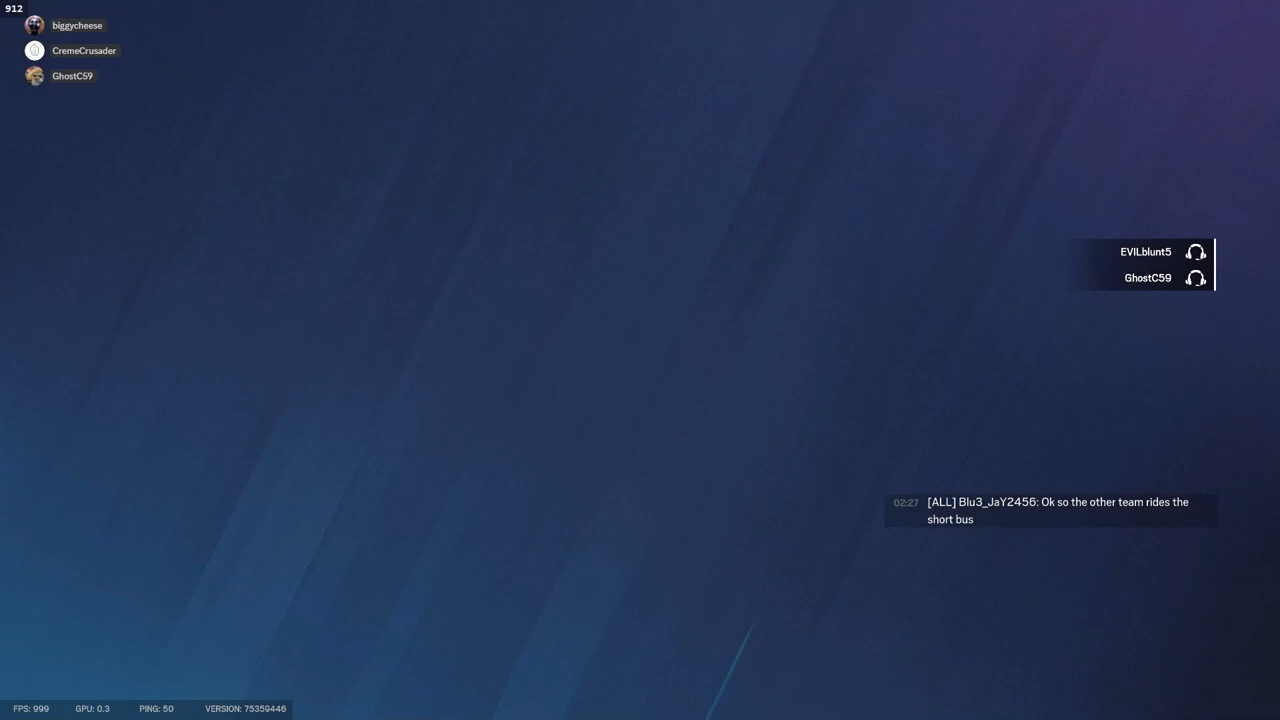 912
biggycheese
CremeCrusader
GhostC59
EVILblunt5
GhostC59
02:27 [ALL] Blu3_JaY2456: Ok so the other team rides the
short bus
FPS: 999 GPU: 0.3 PING: 50 VERSION: 75359446